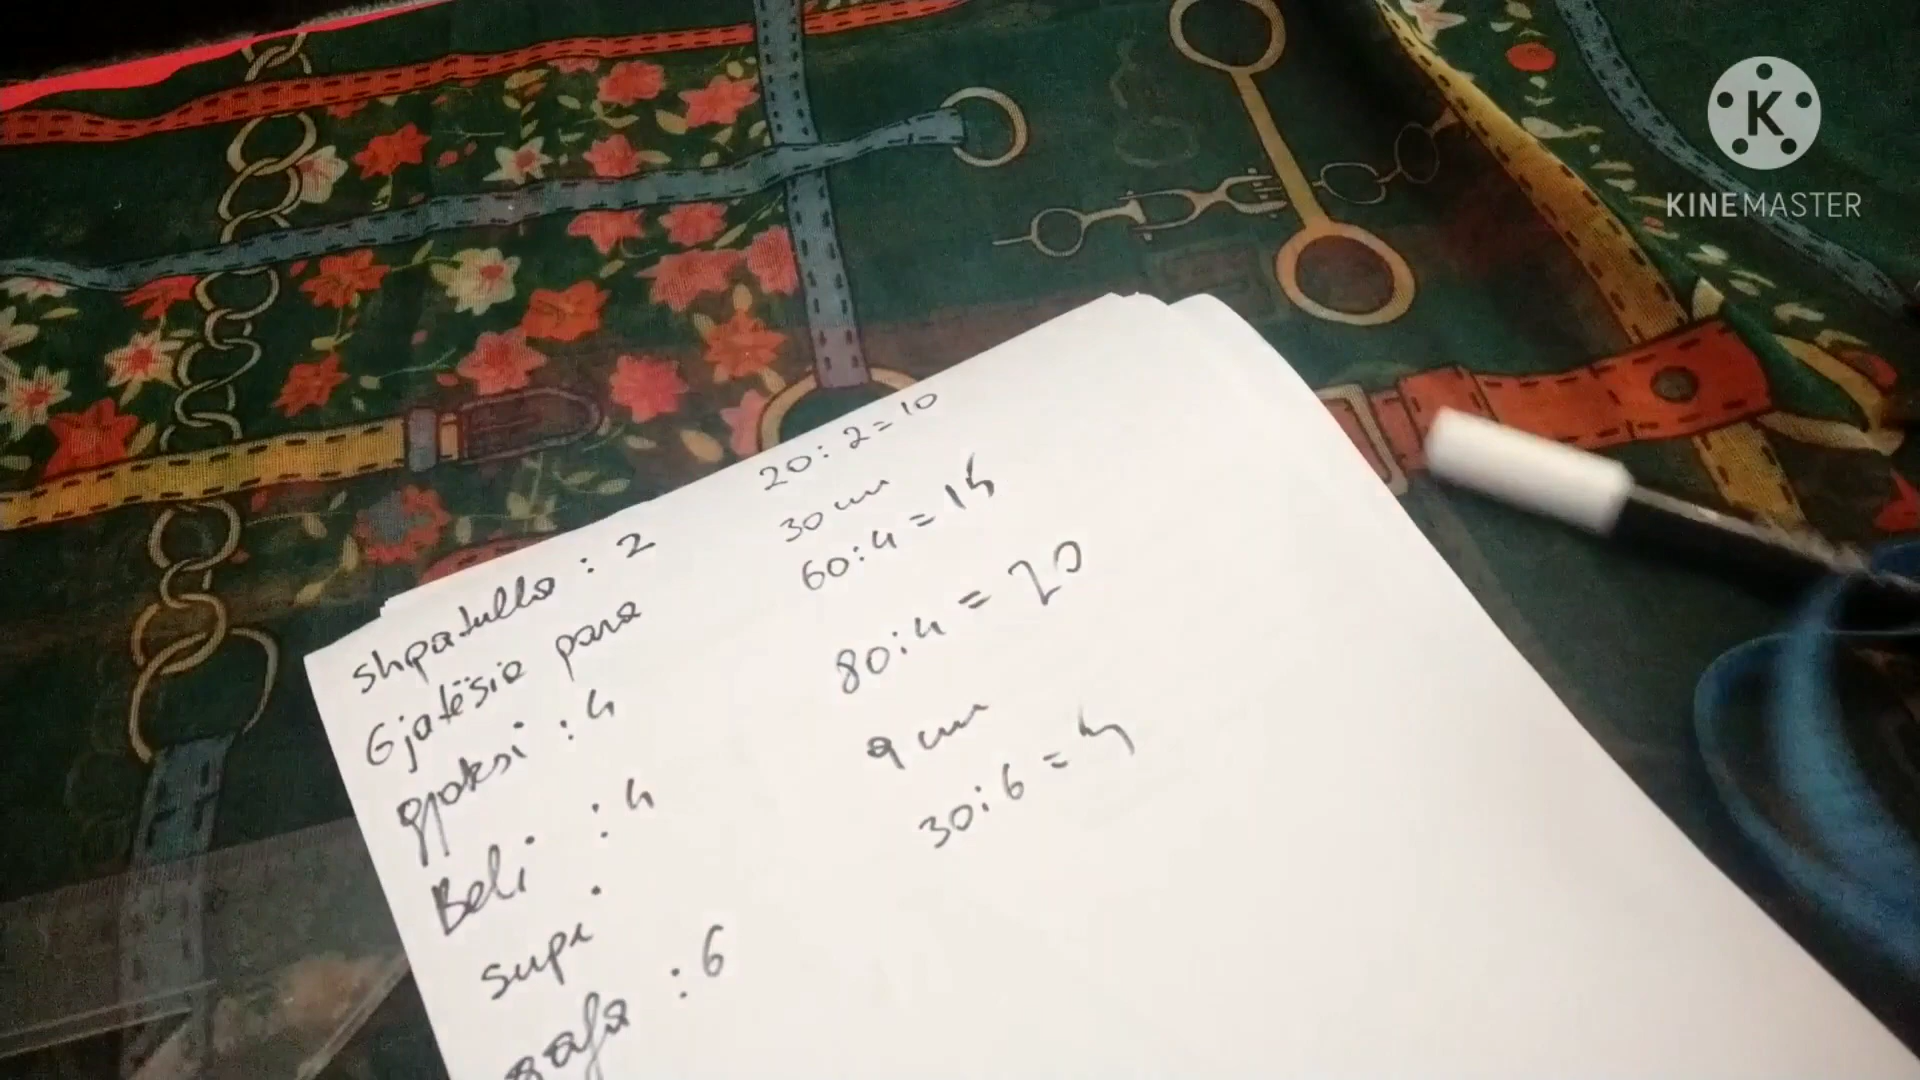 KINEMASTER
shpatulla : 2 20 : 2 = 10
Gjatësia para 30 cm
gjoksi : 4 60 : 4 = 15
Beli : 4 80 : 4 = 20
supi : 9 cm
qafa : 6 30 : 6 = 5